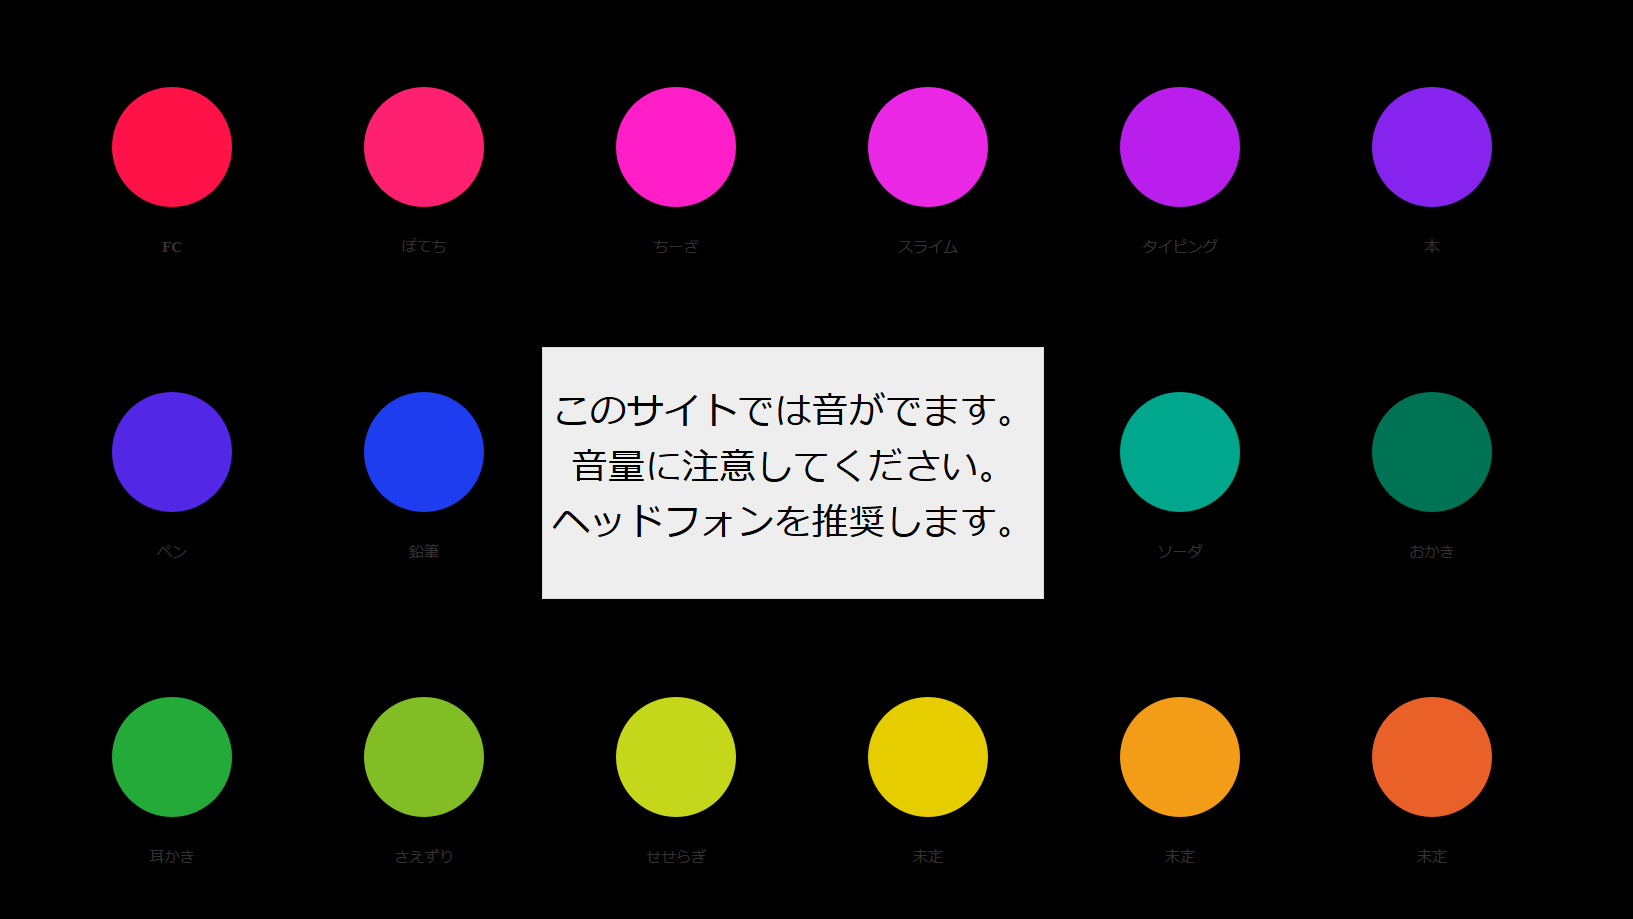 FC
ぽてち
ちーざ
スライム
タイピング
本
このサイトでは音がでます。
音量に注意してください。
ヘッドフォンを推奨します。
ペン
鉛筆
ソーダ
おかき
耳かき
さえずり
せせらぎ
未定
未定
未定